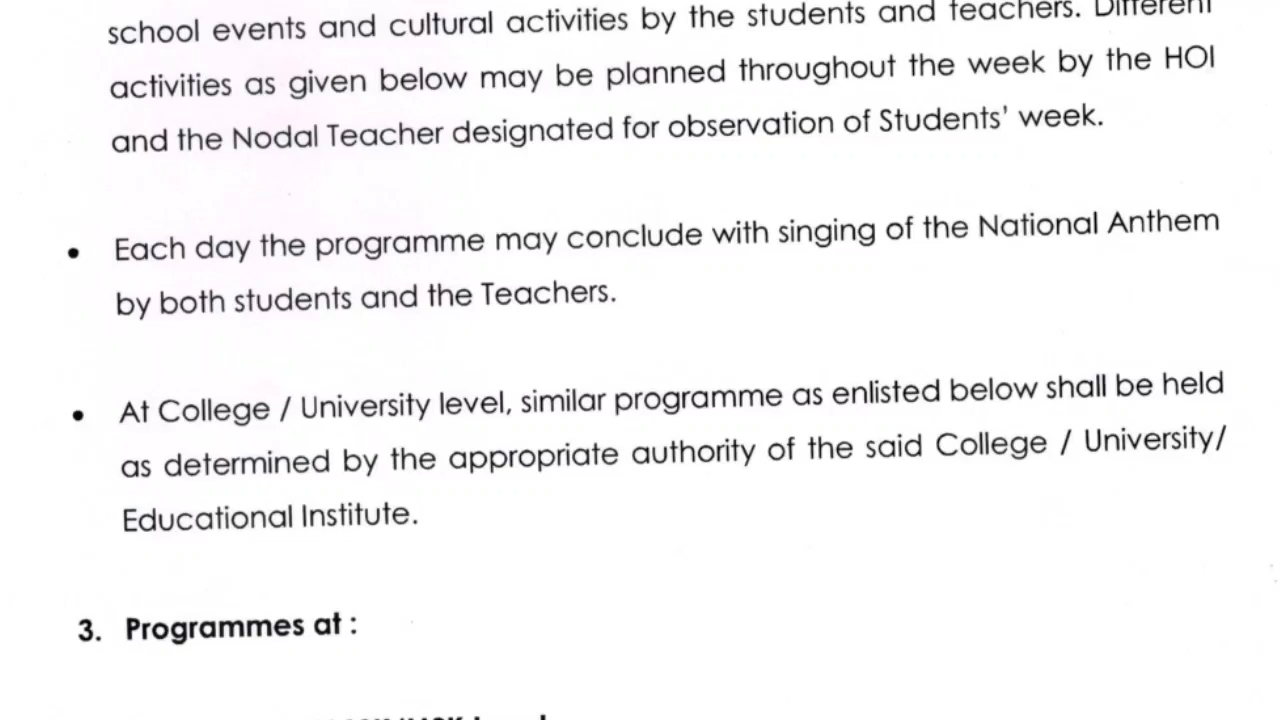 school events and cultural activities by the students and teachers. Different
activities as given below may be planned throughout the week by the HOI
and the Nodal Teacher designated for observation of Students' week.
• Each day the programme may conclude with singing of the National Anthem
by both students and the Teachers.
• At College / University level, similar programme as enlisted below shall be held
as determined by the appropriate authority of the said College / University/
Educational Institute.
3. Programmes at :